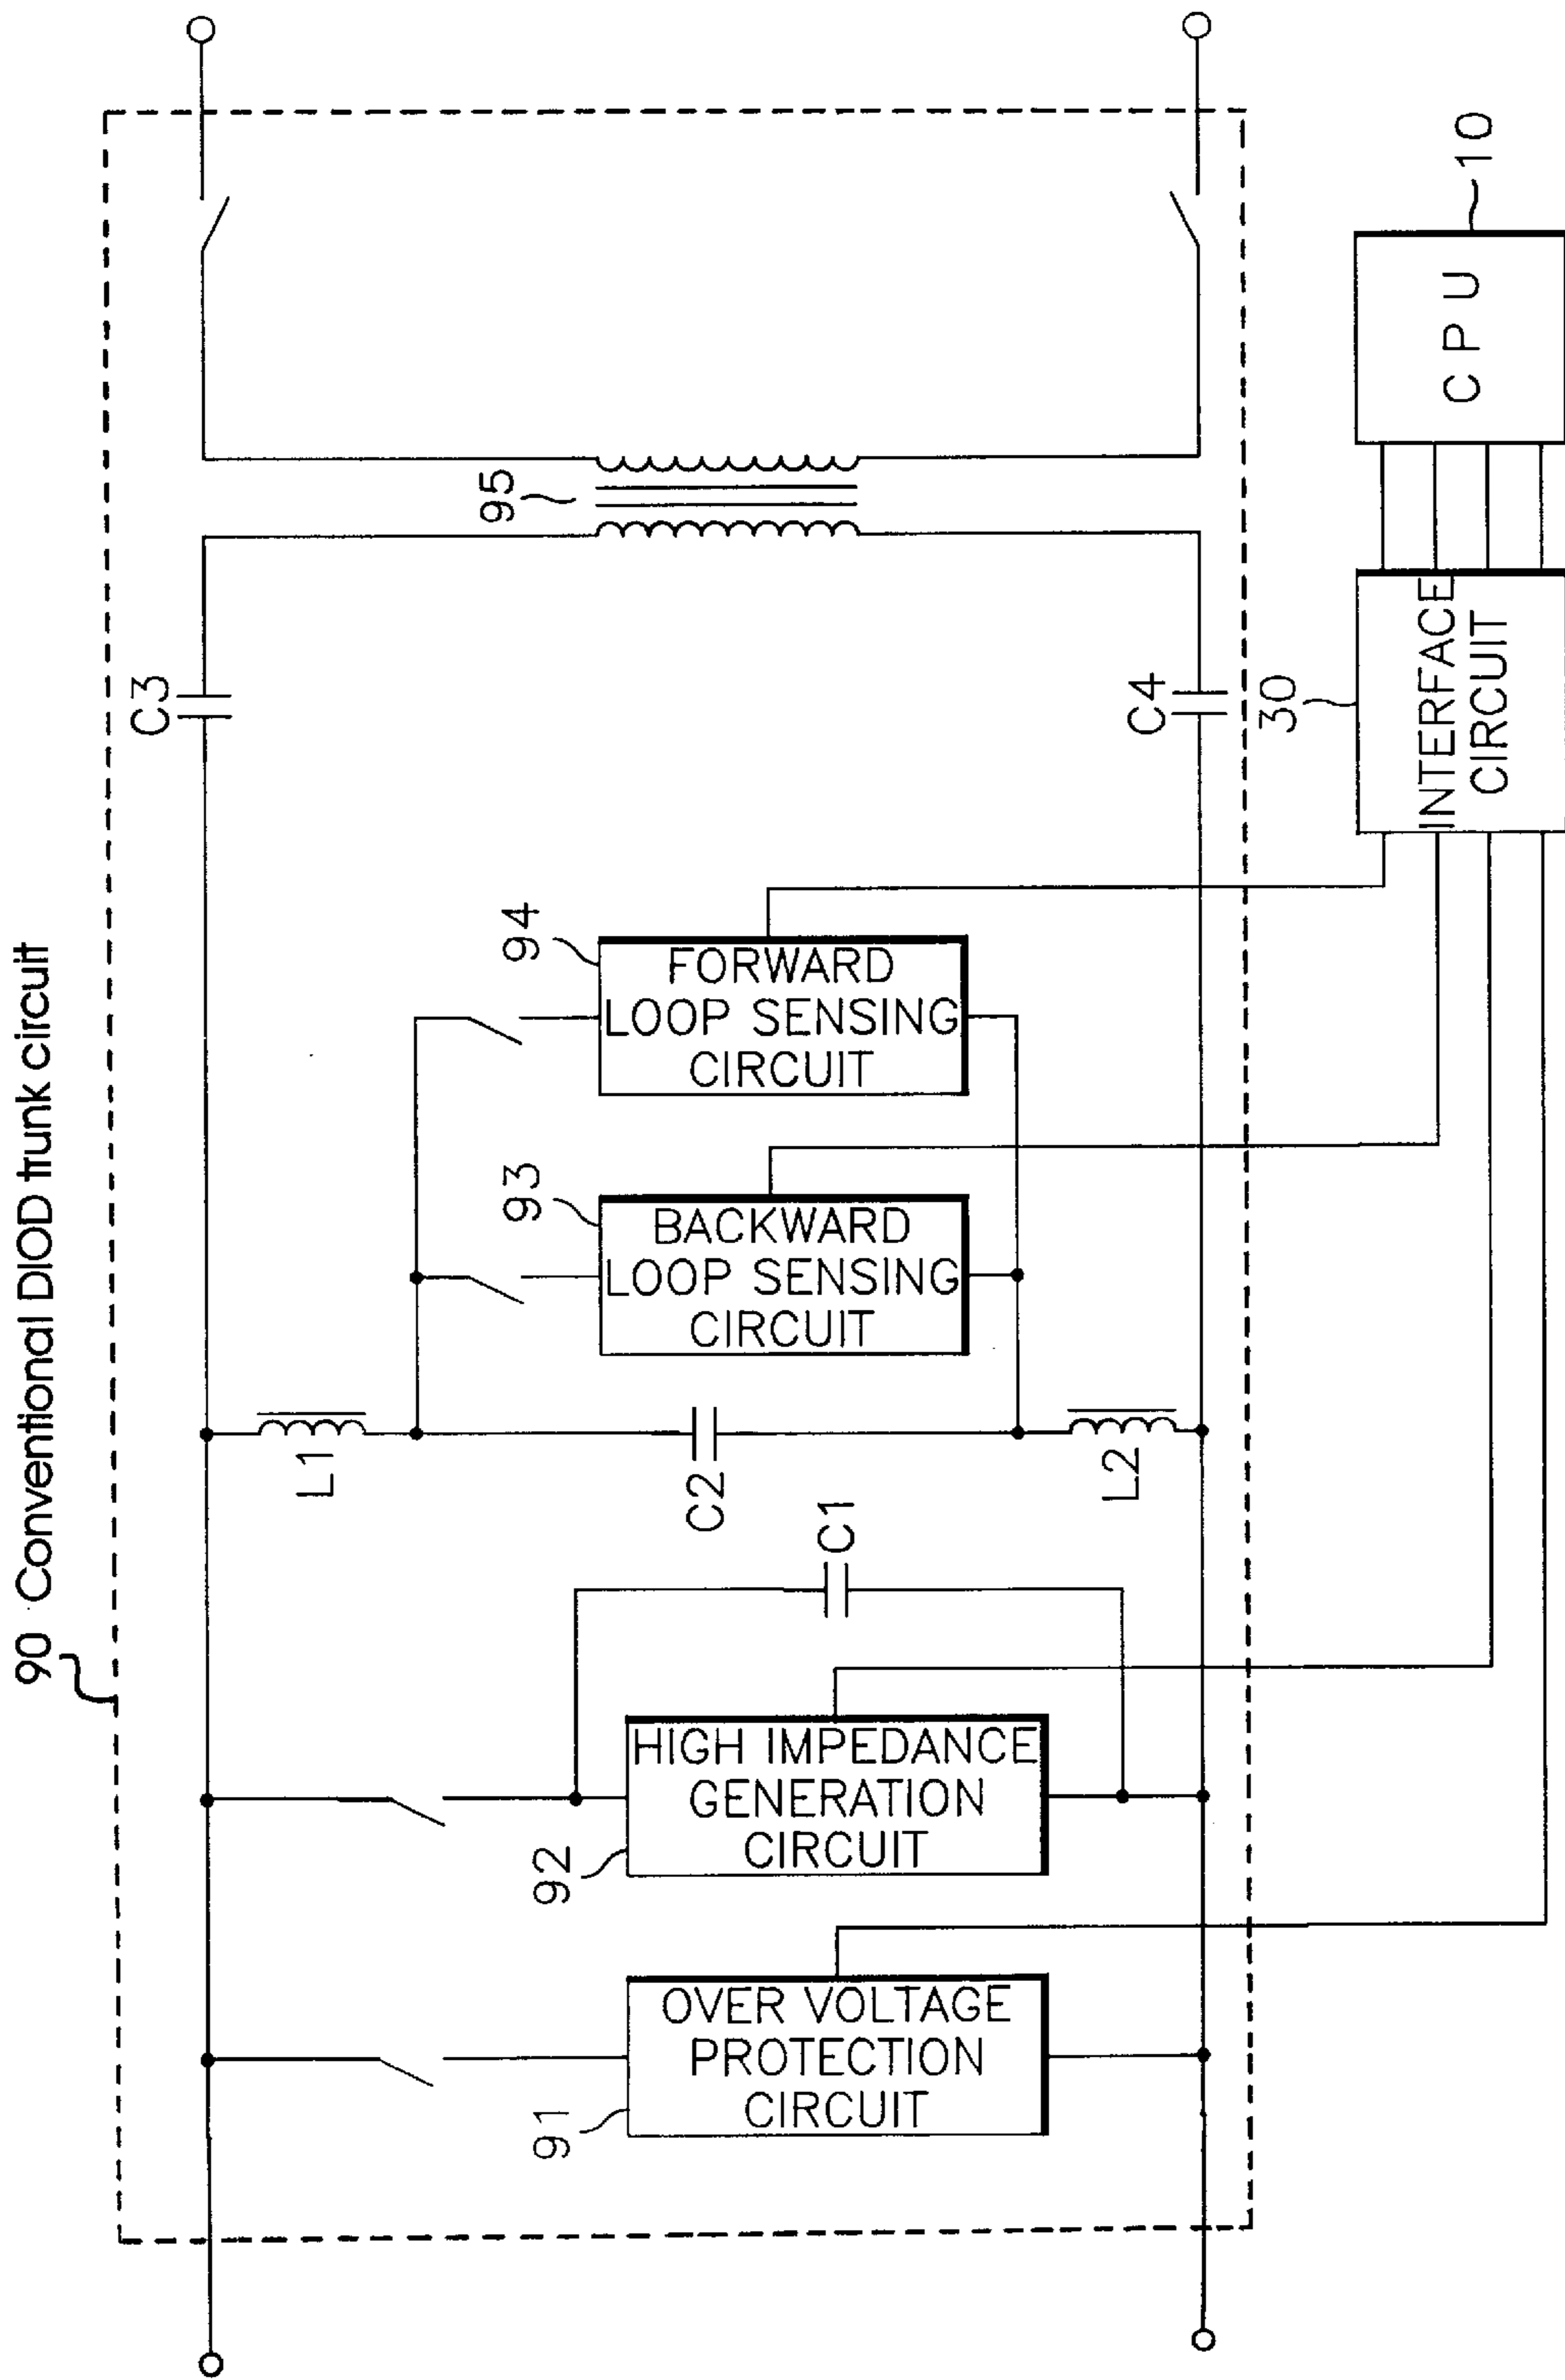 90 Conventional DIOD trunk circuit
C3
95
94
FORWARD
LOOP SENSING
CIRCUIT
93
BACKWARD
LOOP SENSING
CIRCUIT
L1
C2
L2
C1
C4
92
HIGH IMPEDANCE
GENERATION
CIRCUIT
91
OVER VOLTAGE
PROTECTION
CIRCUIT
30
INTERFACE
CIRCUIT
CPU
10